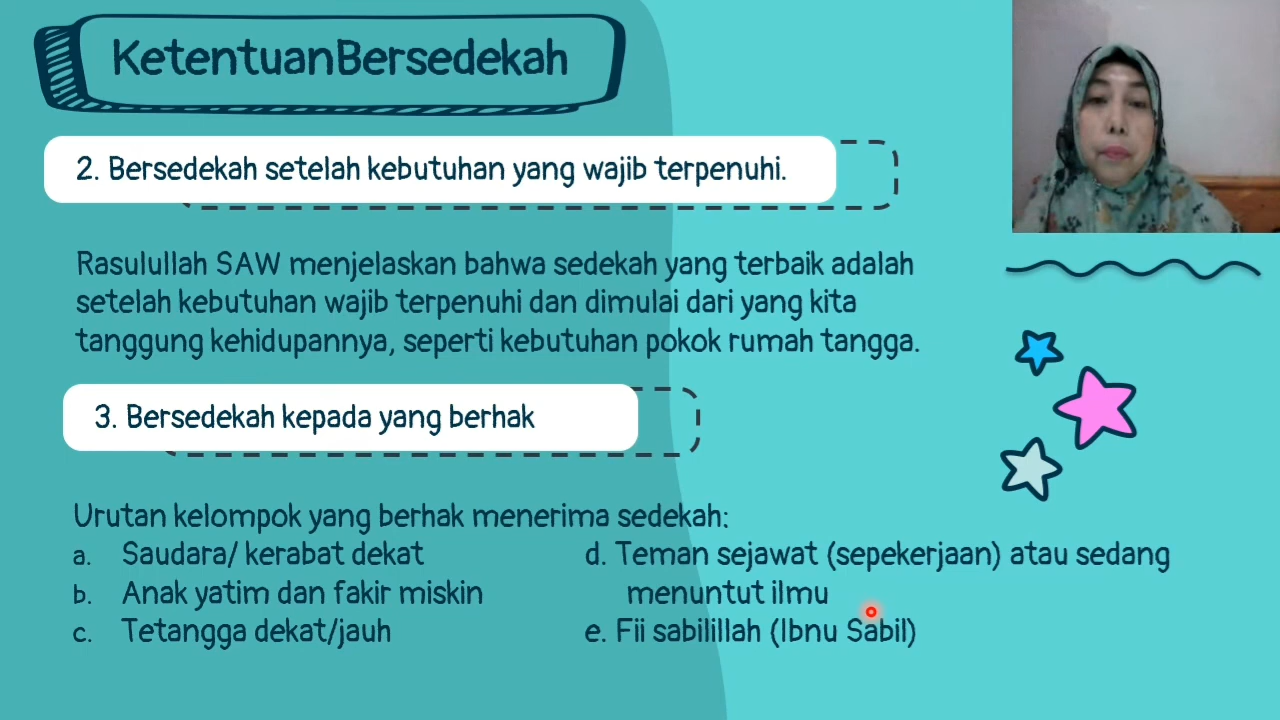 KetentuanBersedekah
2. Bersedekah setelah kebutuhan yang wajib terpenuhi.
Rasulullah SAW menjelaskan bahwa sedekah yang terbaik adalah
setelah kebutuhan wajib terpenuhi dan dimulai dari yang kita
tanggung kehidupannya, seperti kebutuhan pokok rumah tangga.
3. Bersedekah kepada yang berhak
Urutan kelompok yang berhak menerima sedekah:
a. Saudara/ kerabat dekat
b. Anak yatim dan fakir miskin
c. Tetangga dekat/jauh
d. Teman sejawat (sepekerjaan) atau sedang
menuntut ilmu
e. Fii sabilillah (Ibnu Sabil)